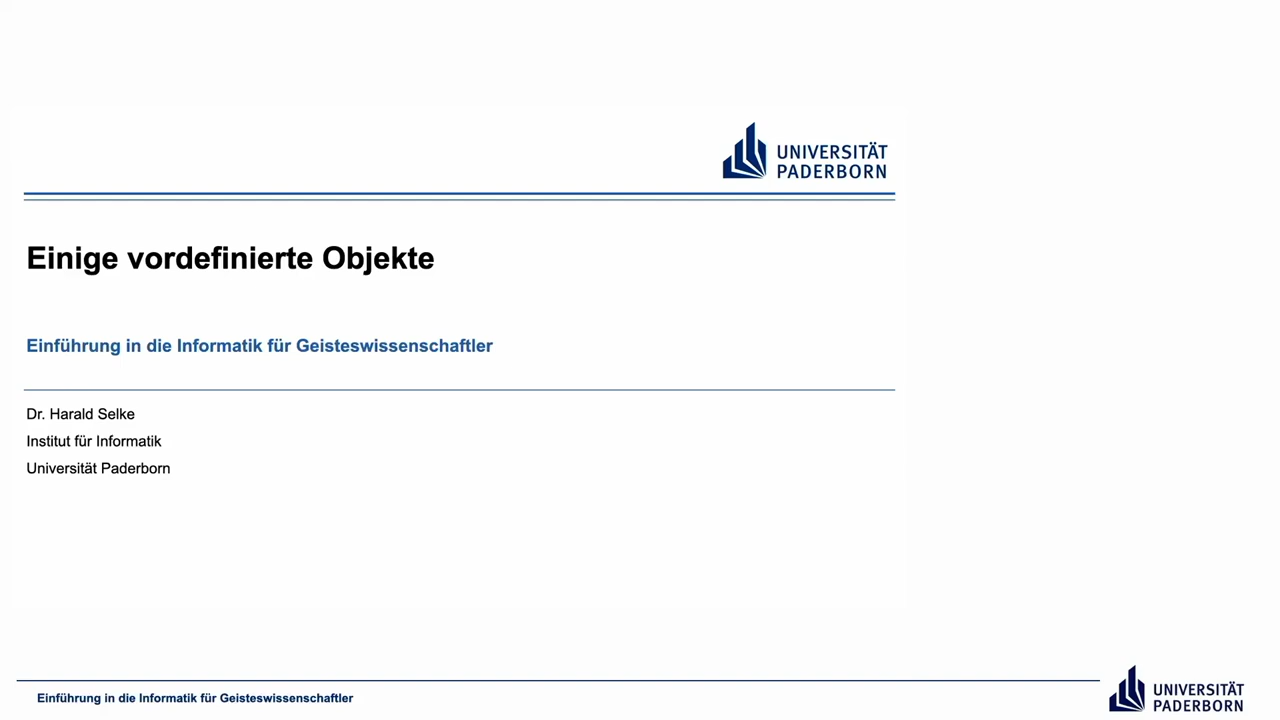 UNIVERSITÄT
PADERBORN
Einige vordefinierte Objekte
Einführung in die Informatik für Geisteswissenschaftler
Dr. Harald Selke
Institut für Informatik
Universität Paderborn
Einführung in die Informatik für Geisteswissenschaftler
UNIVERSITÄT
PADERBORN